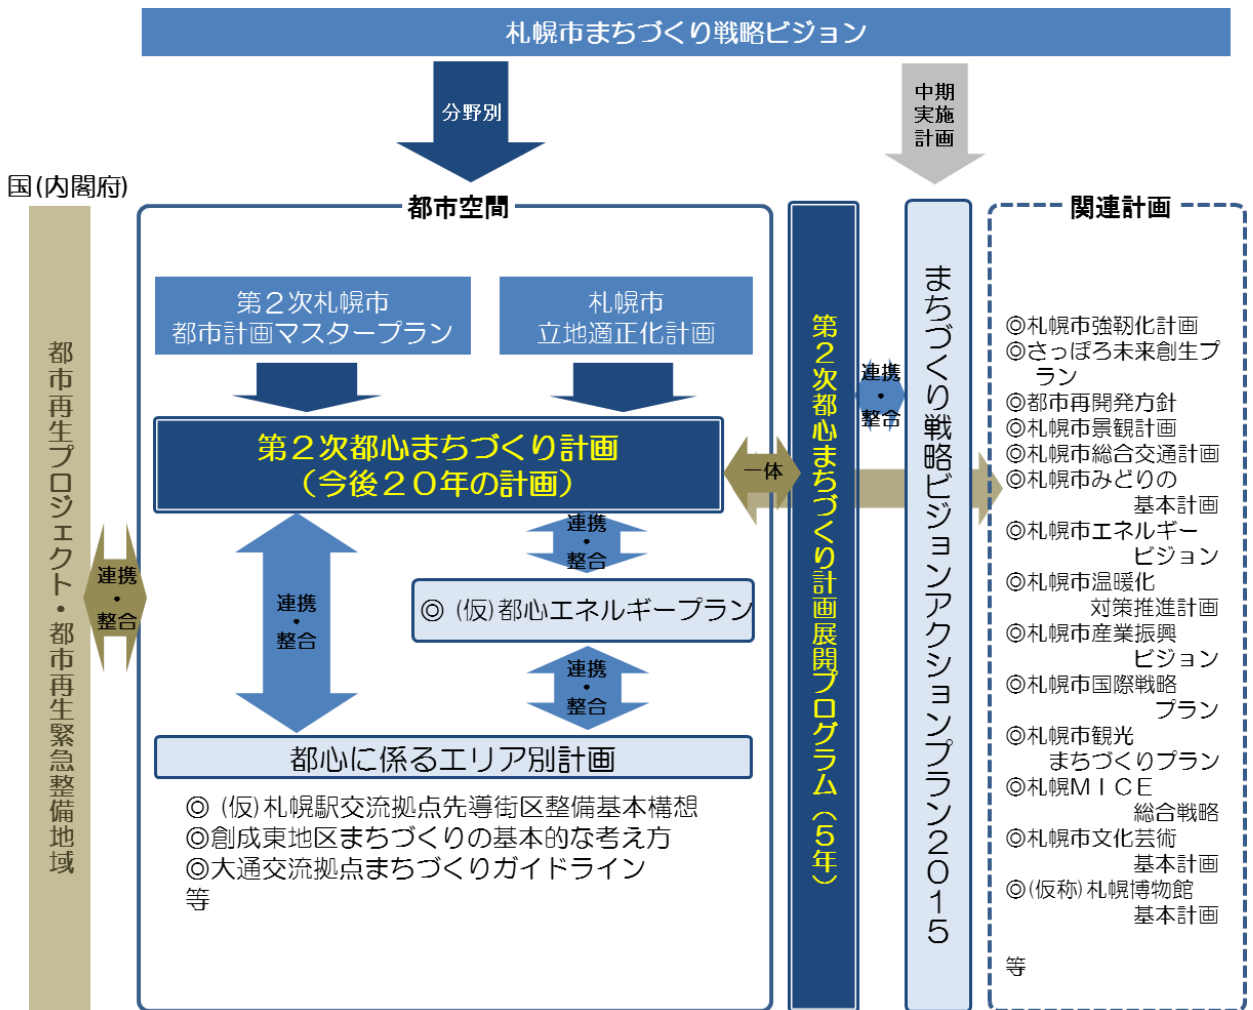 札幌市まちづくり戦略ビジョン
分野別
中期
実施
計画
国(内閣府)
都市再生プロジェクト・都市再生緊急整備地域
連携
・
整合
都市空間
第２次札幌市
都市計画マスタープラン
札幌市
立地適正化計画
第２次都心まちづくり計画
（今後２０年の計画）
一体
連携
・
整合
連携
・
整合
◎ (仮)都心エネルギープラン
連携
・
整合
都心に係るエリア別計画
◎ (仮)札幌駅交流拠点先導街区整備基本構想
◎創成東地区まちづくりの基本的な考え方
◎大通交流拠点まちづくりガイドライン
等
第２次都心まちづくり計画展開プログラム（５年）
連携
・
整合
まちづくり戦略ビジョンアクションプラン２０１５
関連計画
◎札幌市強靭化計画
◎さっぽろ未来創生プ
ラン
◎都市再開発方針
◎札幌市景観計画
◎札幌市総合交通計画
◎札幌市みどりの
基本計画
◎札幌市エネルギー
ビジョン
◎札幌市温暖化
対策推進計画
◎札幌市産業振興
ビジョン
◎札幌市国際戦略
プラン
◎札幌市観光
まちづくりプラン
◎札幌ＭＩＣＥ
総合戦略
◎札幌市文化芸術
基本計画
◎(仮称)札幌博物館
基本計画
等